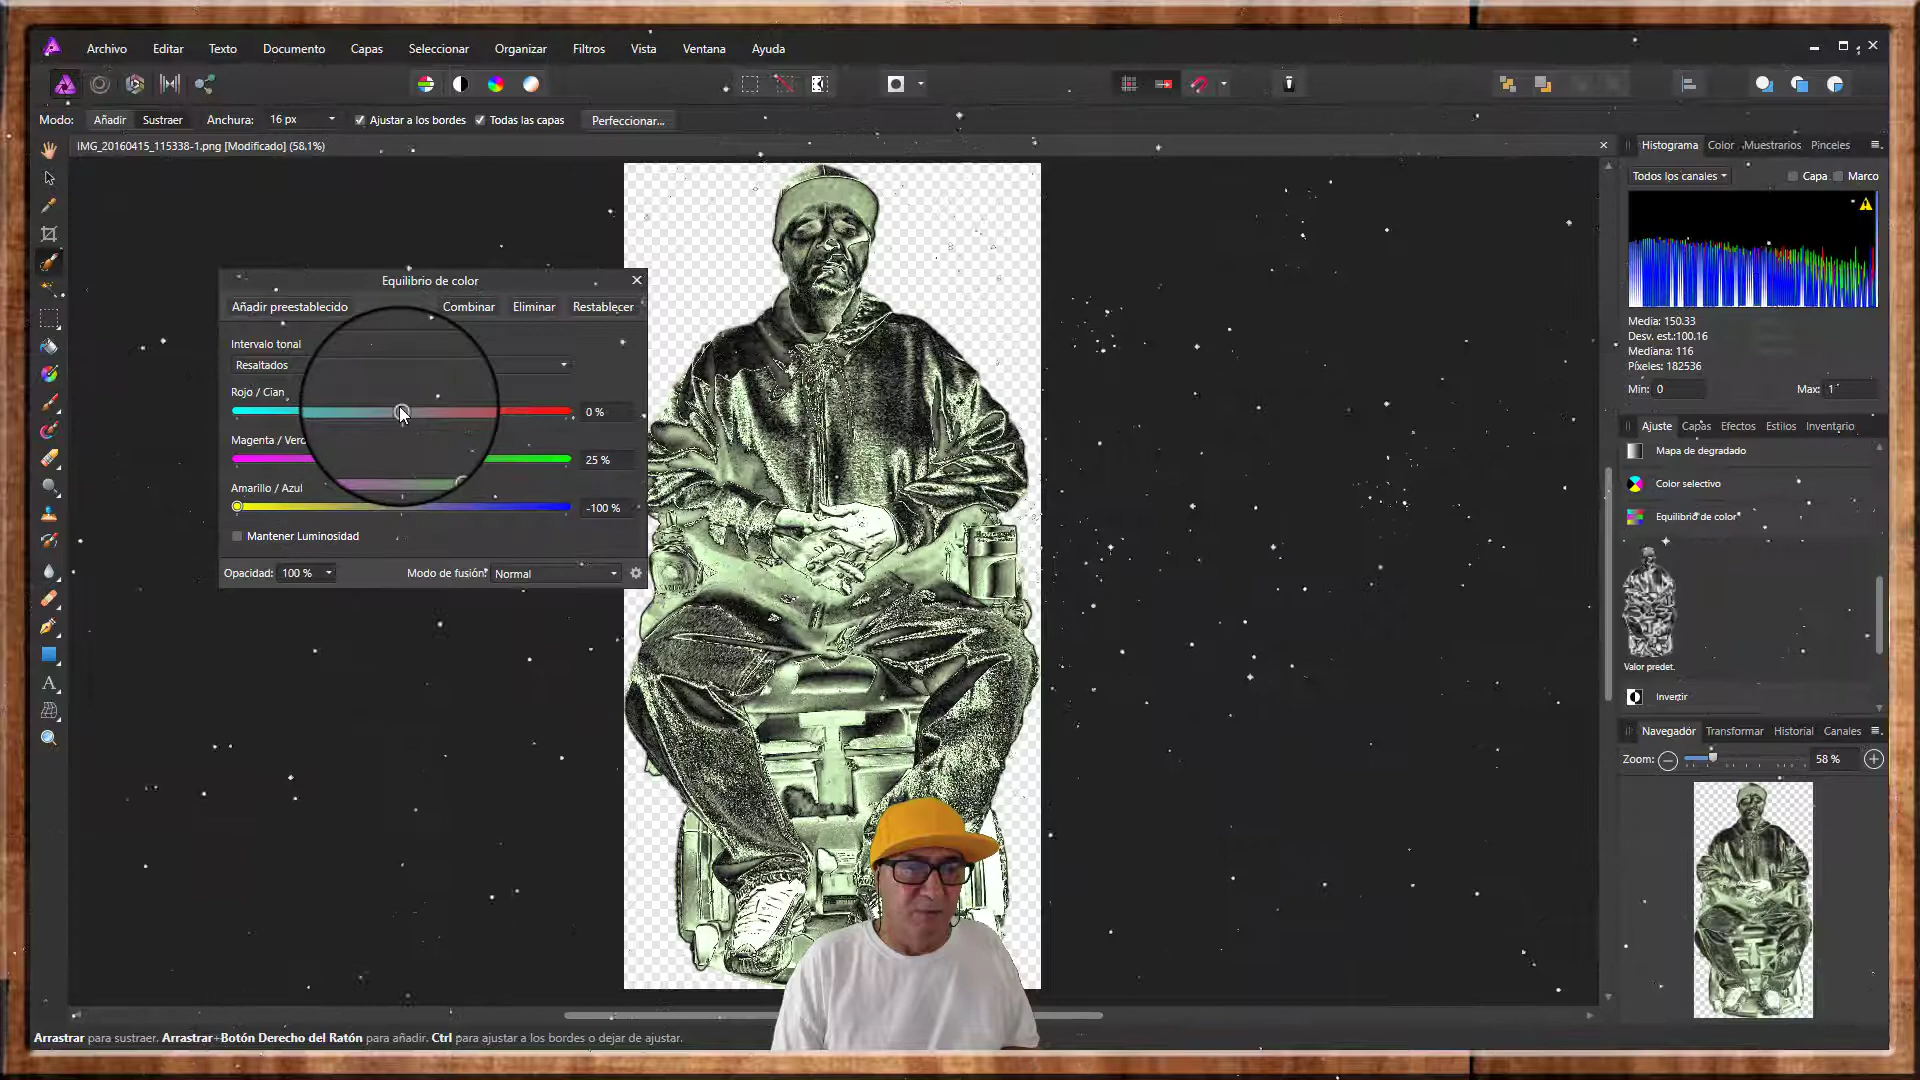 Archivo Editar Texto Documento Capas Seleccionar Organizar Filtros Vista Ventana Ayuda
Modo: Añadir Sustraer Anchura: 16 px Ajustar a los bordes Todas las capas Perfeccionar...
IMG_20160415_115338-1.png [Modificado] (58.1%)
Equilibrio de color
Añadir preestablecido Combinar Eliminar Restablecer
Intervalo tonal
Resaltados
Rojo / Cian
0 %
Magenta / Verd
25 %
Amarillo / Azul
-100 %
Mantener Luminosidad
Opacidad: 100 % Modo de fusión: Normal
Histograma Color Muestrarios Pinceles
Todos los canales Capa Marco
Media: 150.33
Desv. est.:100.16
Mediana: 116
Píxeles: 182536
Min: 0 Max: 1
Ajuste Capas Efectos Estilos Inventario
Mapa de degradado
Color selectivo
Equilibrio de color
Valor predet.
Invertir
Navegador Transformar Historial Canales
Zoom: 58 %
Arrastrar para sustraer. Arrastrar+Botón Derecho del Ratón para añadir. Ctrl para ajustar a los bordes o dejar de ajustar.